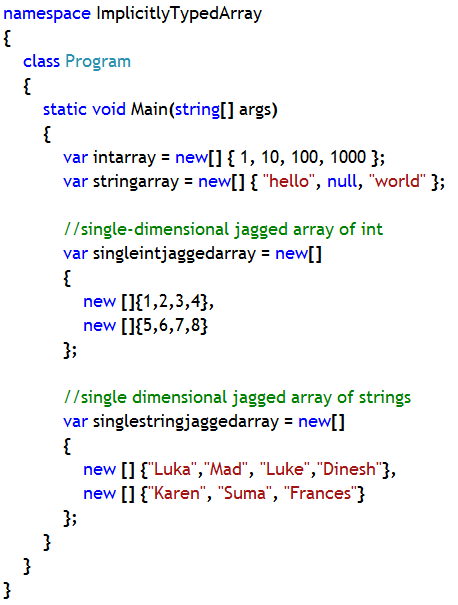 namespace ImplicitlyTypedArray
{
class Program
{
static void Main(string[] args)
{
var intarray = new[] { 1, 10, 100, 1000 };
var stringarray = new[] { "hello", null, "world" };
//single-dimensional jagged array of int
var singleintjaggedarray = new[]
{
new []{1,2,3,4},
new []{5,6,7,8}
};
//single dimensional jagged array of strings
var singlestringjaggedarray = new[]
{
new [] {"Luka","Mad", "Luke","Dinesh"},
new [] {"Karen", "Suma", "Frances"}
};
}
}
}